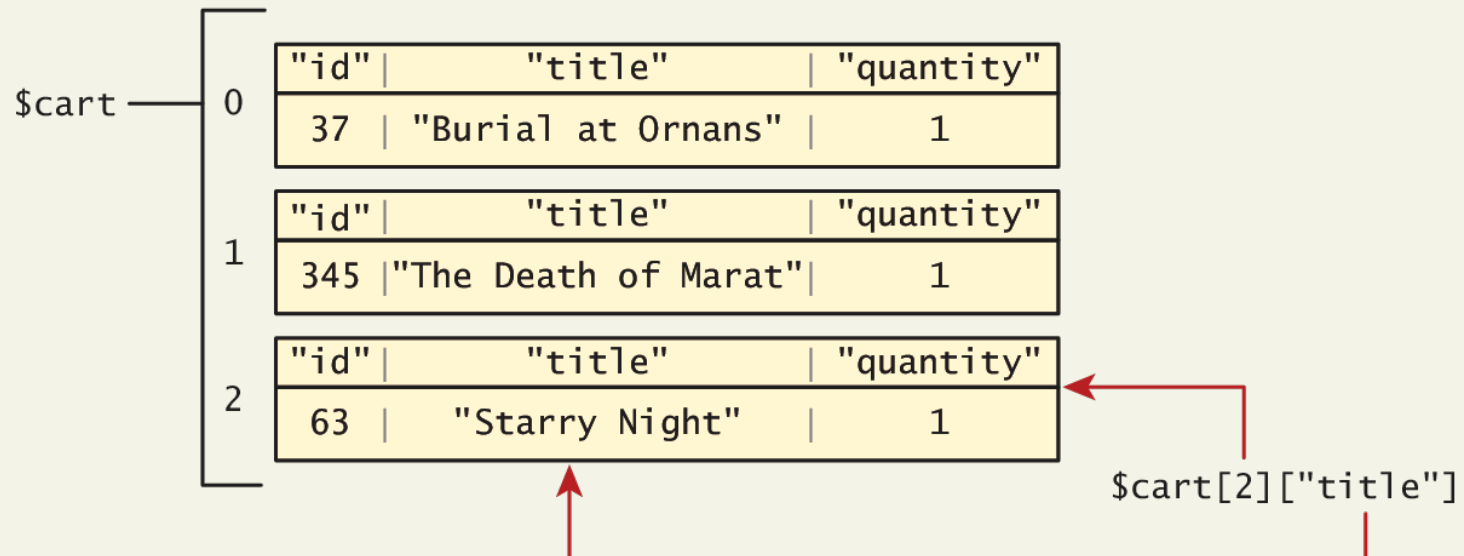 "id"| "title" | "quantity"
$cart 0 37 | "Burial at Ornans" | 1
"id"| "title" | "quantity"
1 345 |"The Death of Marat"| 1
"id"| "title" | "quantity"
2 63 | "Starry Night" | 1
$cart[2]["title"]